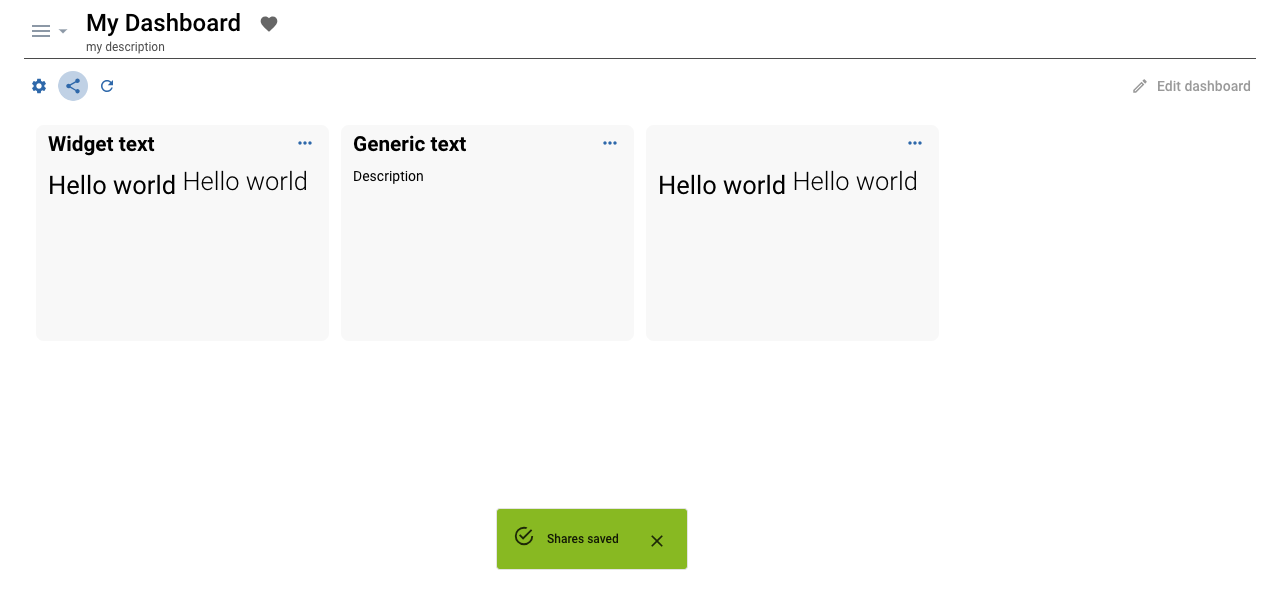 My Dashboard
my description
Edit dashboard
Widget text
Hello world Hello world
Generic text
Description
Hello world Hello world
Shares saved